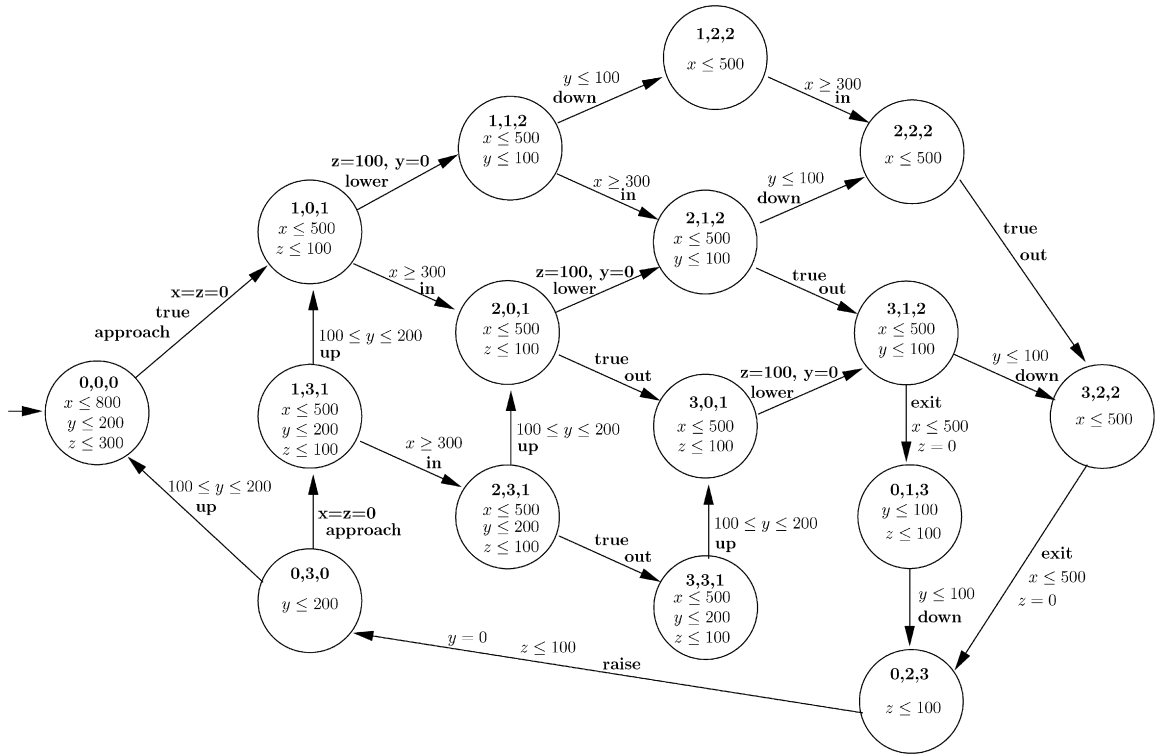 1,2,2
x ≤ 500
y ≤ 100
down
x ≥ 300
in
1,1,2
x ≤ 500
y ≤ 100
2,2,2
x ≤ 500
z=100, y=0
lower
x ≥ 300
in
y ≤ 100
down
1,0,1
x ≤ 500
z ≤ 100
2,1,2
x ≤ 500
y ≤ 100
true
out
x ≥ 300
in
z=100, y=0
lower
true
out
x=z=0
true
approach
2,0,1
x ≤ 500
z ≤ 100
3,1,2
x ≤ 500
y ≤ 100
100 ≤ y ≤ 200
up
true
out
z=100, y=0
lower
y ≤ 100
down
0,0,0
x ≤ 800
y ≤ 200
z ≤ 300
1,3,1
x ≤ 500
y ≤ 200
z ≤ 100
3,0,1
x ≤ 500
z ≤ 100
3,2,2
x ≤ 500
exit
x ≤ 500
z = 0
x ≥ 300
in
100 ≤ y ≤ 200
up
100 ≤ y ≤ 200
up
x=z=0
approach
2,3,1
x ≤ 500
y ≤ 200
z ≤ 100
0,1,3
y ≤ 100
z ≤ 100
true
out
100 ≤ y ≤ 200
up
exit
x ≤ 500
z = 0
0,3,0
y ≤ 200
3,3,1
x ≤ 500
y ≤ 200
z ≤ 100
y ≤ 100
down
y = 0
z ≤ 100
raise
0,2,3
z ≤ 100